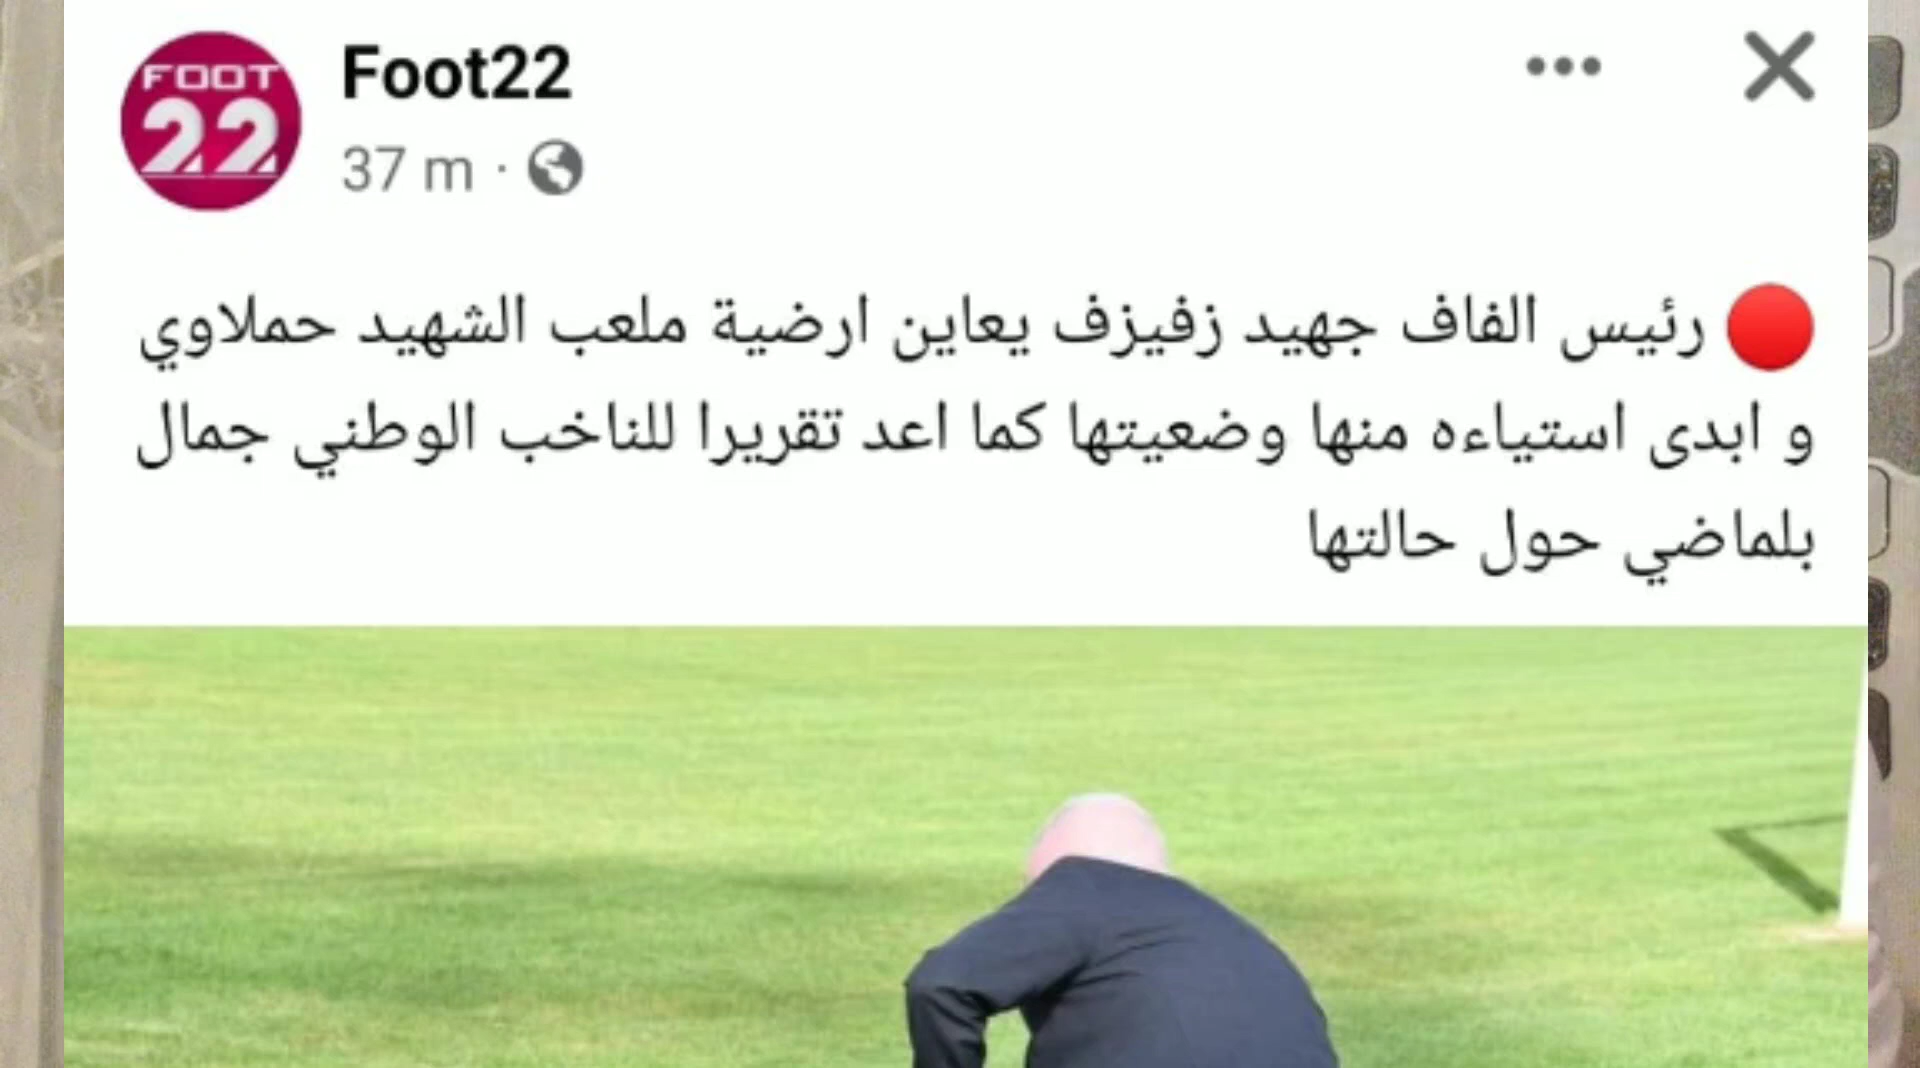 FOOT
22
Foot22
37 m ·
رئيس الفاف جهيد زفيزف يعاين ارضية ملعب الشهيد حملاوي
و ابدى استياءه منها وضعيتها كما اعد تقريرا للناخب الوطني جمال
بلماضي حول حالتها